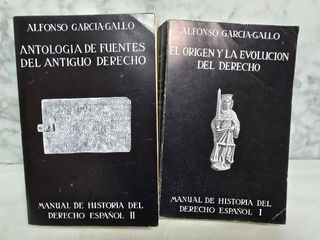 ALFONSO GARCIA-GALLO
ANTOLOGIA DE FUENTES
DEL ANTIGUO DERECHO
MANUAL DE HISTORIA DEL
DERECHO ESPAÑOL II
ALFONSO GARCIA-GALLO
EL ORIGEN Y LA EVOLUCION
DEL DERECHO
MANUAL DE HISTORIA DEL
DERECHO ESPAÑOL I